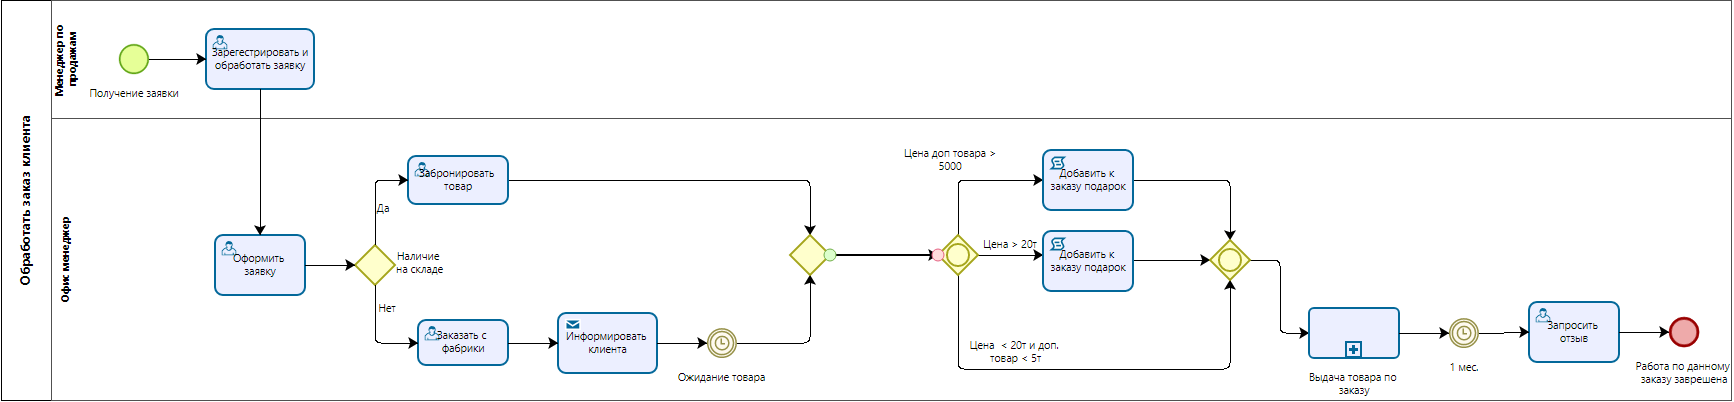 Обработать заказ клиента
Менеджер по
продажам
Получение заявки
Зарегестрировать и
обработать заявку
Офис менеджер
Оформить
заявку
Наличие
на складе
Да
Забронировать
товар
Нет
Заказать с
фабрики
Информировать
клиента
Ожидание товара
Цена доп товара >
5000
Добавить к
заказу подарок
Цена > 20т
Добавить к
заказу подарок
Цена < 20т и доп.
товар < 5т
Выдача товара по
заказу
1 мес.
Запросить
отзыв
Работа по данному
заказу заврешена